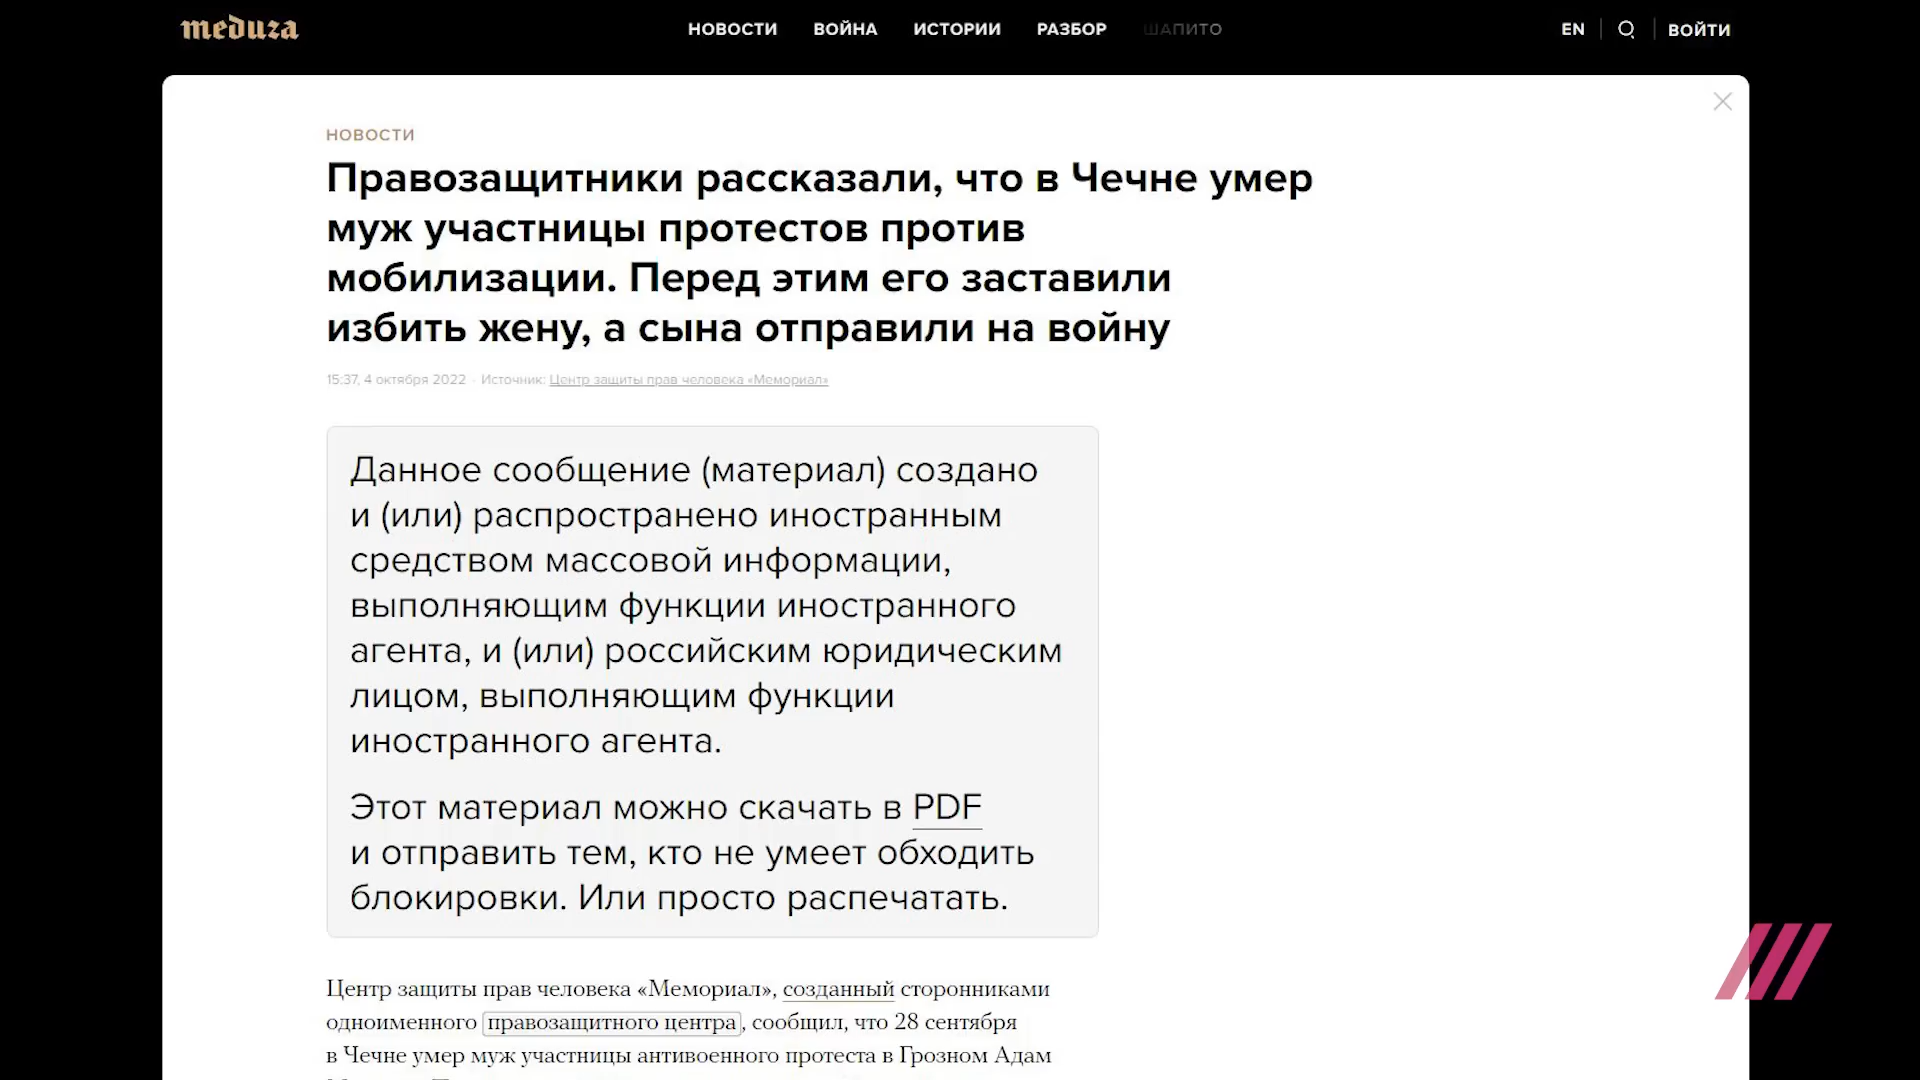 meduza
НОВОСТИ ВОЙНА ИСТОРИИ РАЗБОР ШАПИТО EN ВОЙТИ
НОВОСТИ
Правозащитники рассказали, что в Чечне умер
муж участницы протестов против
мобилизации. Перед этим его заставили
избить жену, а сына отправили на войну
15:37, 4 октября 2022 · Источник: Центр защиты прав человека «Мемориал»
Данное сообщение (материал) создано
и (или) распространено иностранным
средством массовой информации,
выполняющим функции иностранного
агента, и (или) российским юридическим
лицом, выполняющим функции
иностранного агента.
Этот материал можно скачать в PDF
и отправить тем, кто не умеет обходить
блокировки. Или просто распечатать.
Центр защиты прав человека «Мемориал», созданный сторонниками
одноименного правозащитного центра, сообщил, что 28 сентября
в Чечне умер муж участницы антивоенного протеста в Грозном Адам